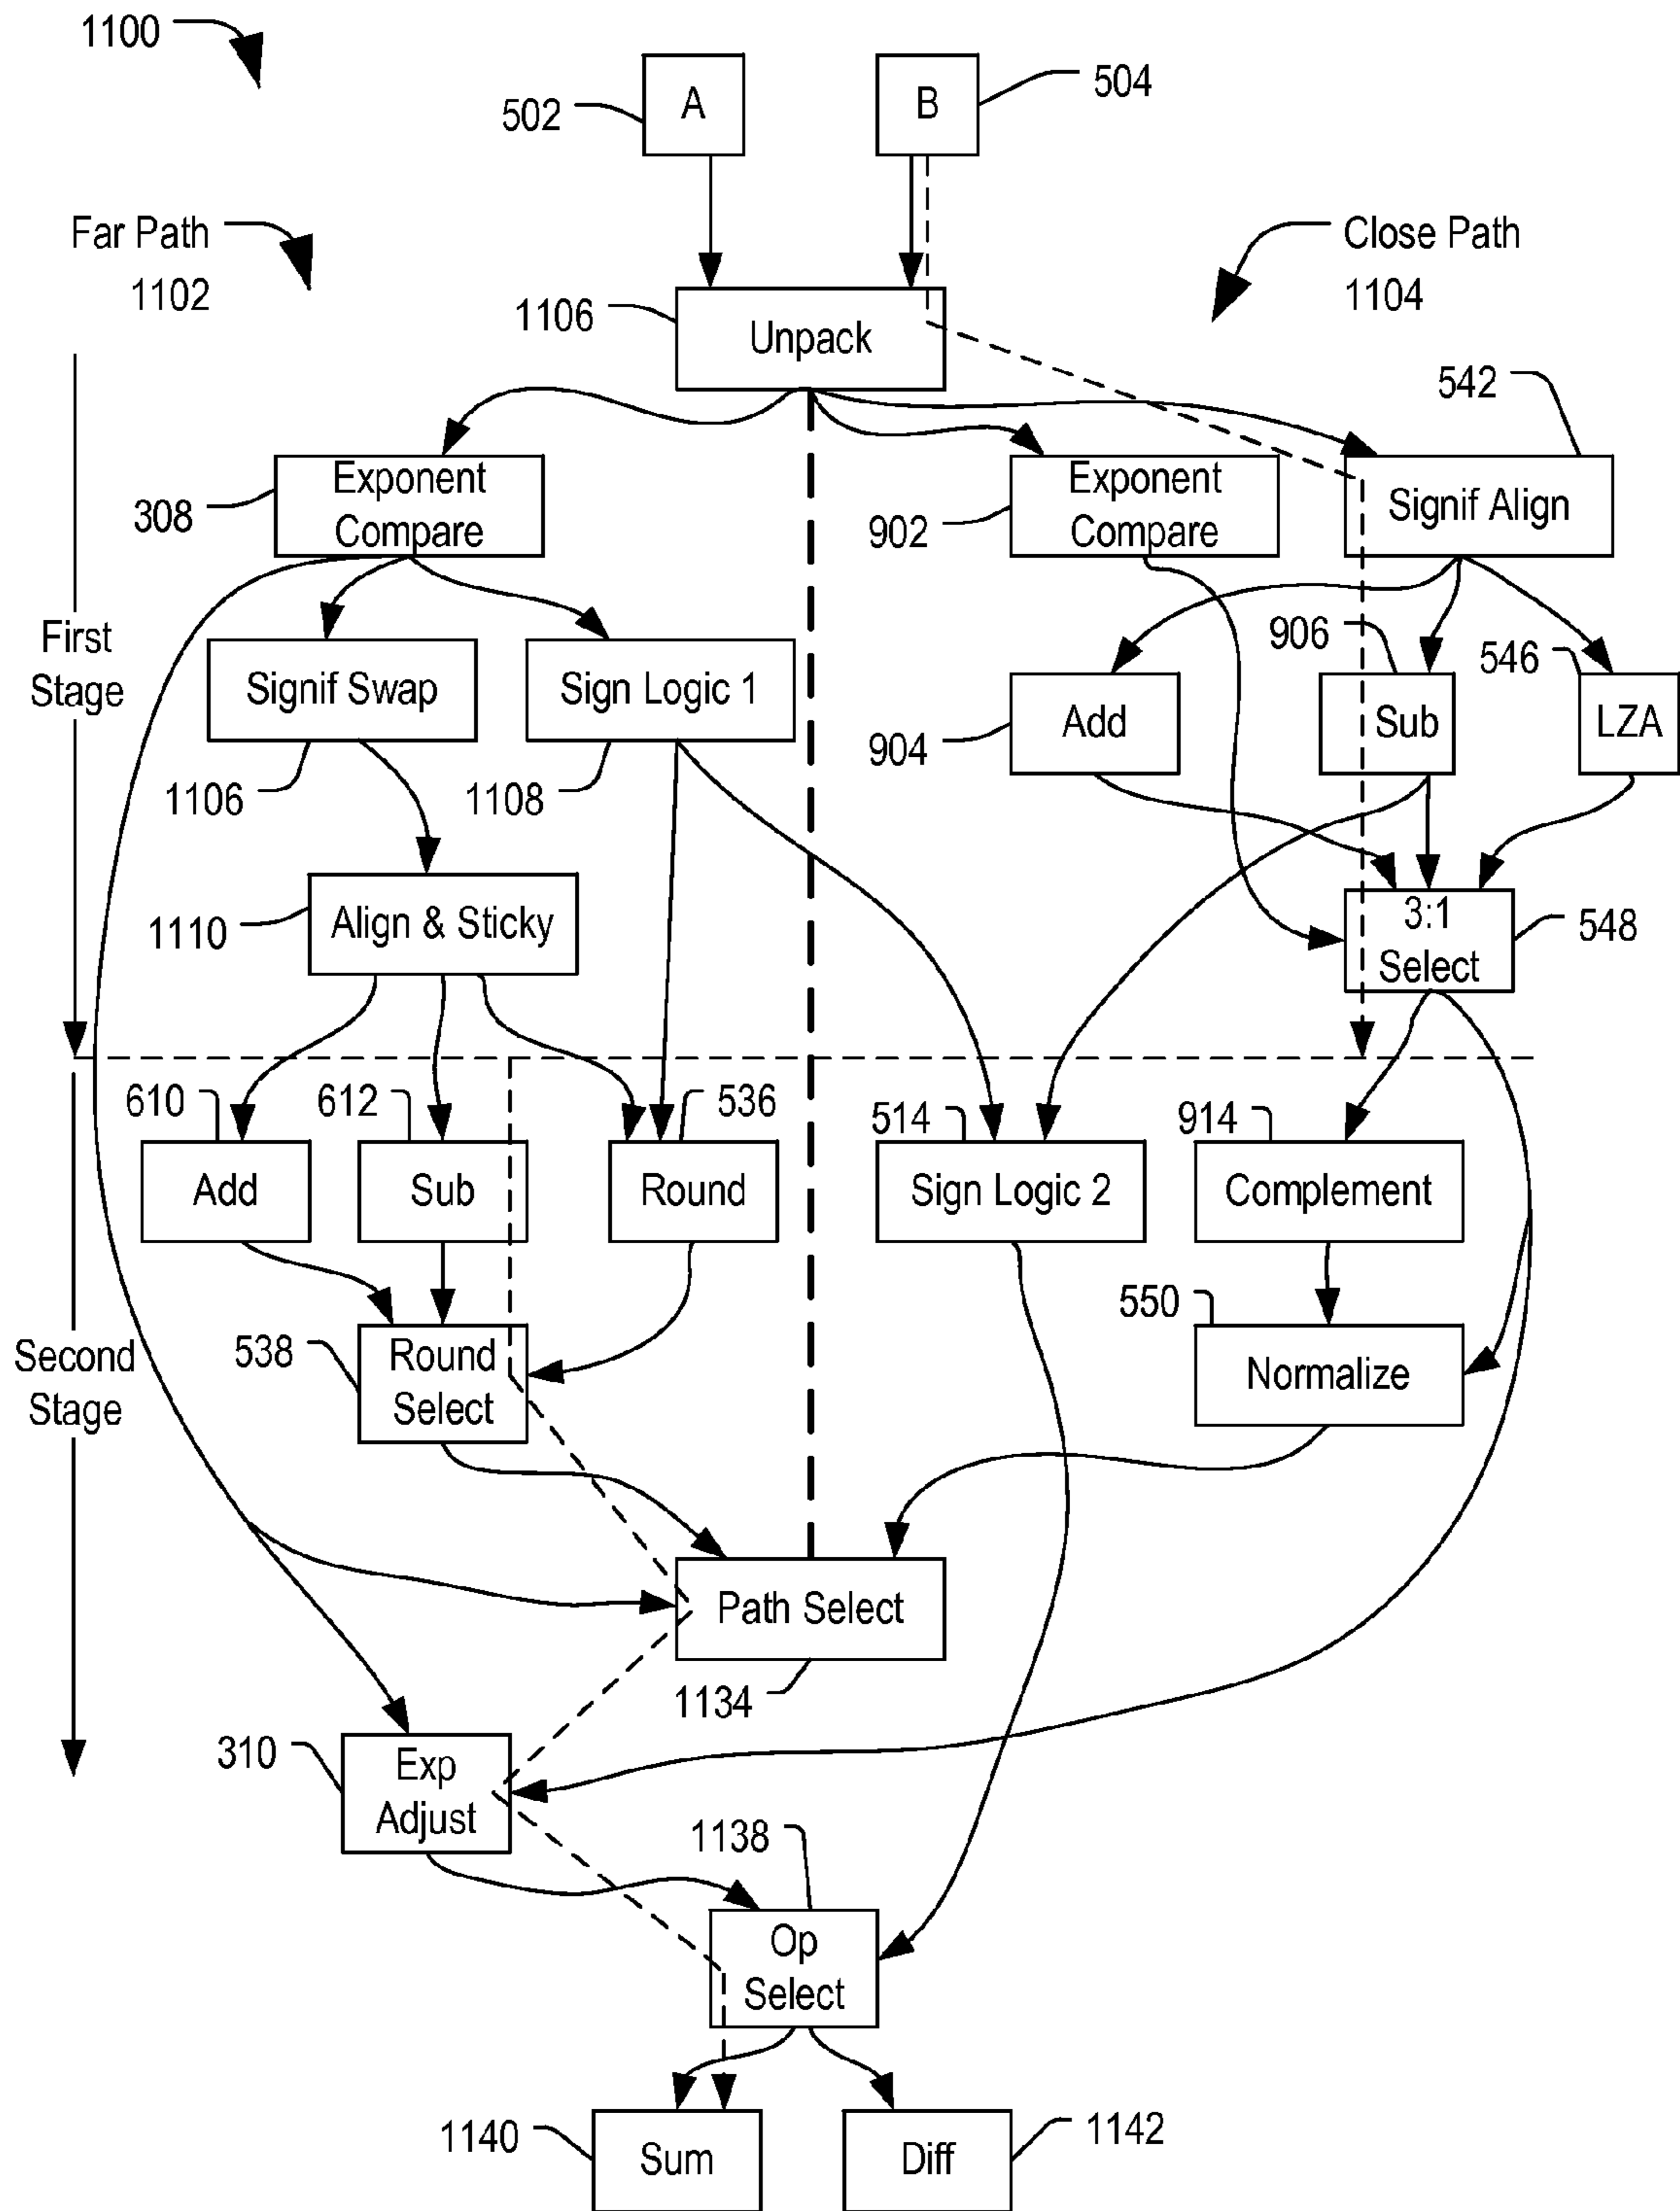 1100
A
B
502
504
Far Path
1102
Close Path
1104
1106
Unpack
542
308
Exponent
Compare
902
Exponent
Compare
Signif Align
First
Stage
Signif Swap
Sign Logic 1
906
546
904
Add
Sub
LZA
1106
1108
1110
Align & Sticky
3:1
Select
548
610
612
536
514
914
Add
Sub
Round
Sign Logic 2
Complement
550
Second
Stage
538
Round
Select
Normalize
Path Select
1134
310
Exp
Adjust
1138
Op
Select
1140
Sum
Diff
1142